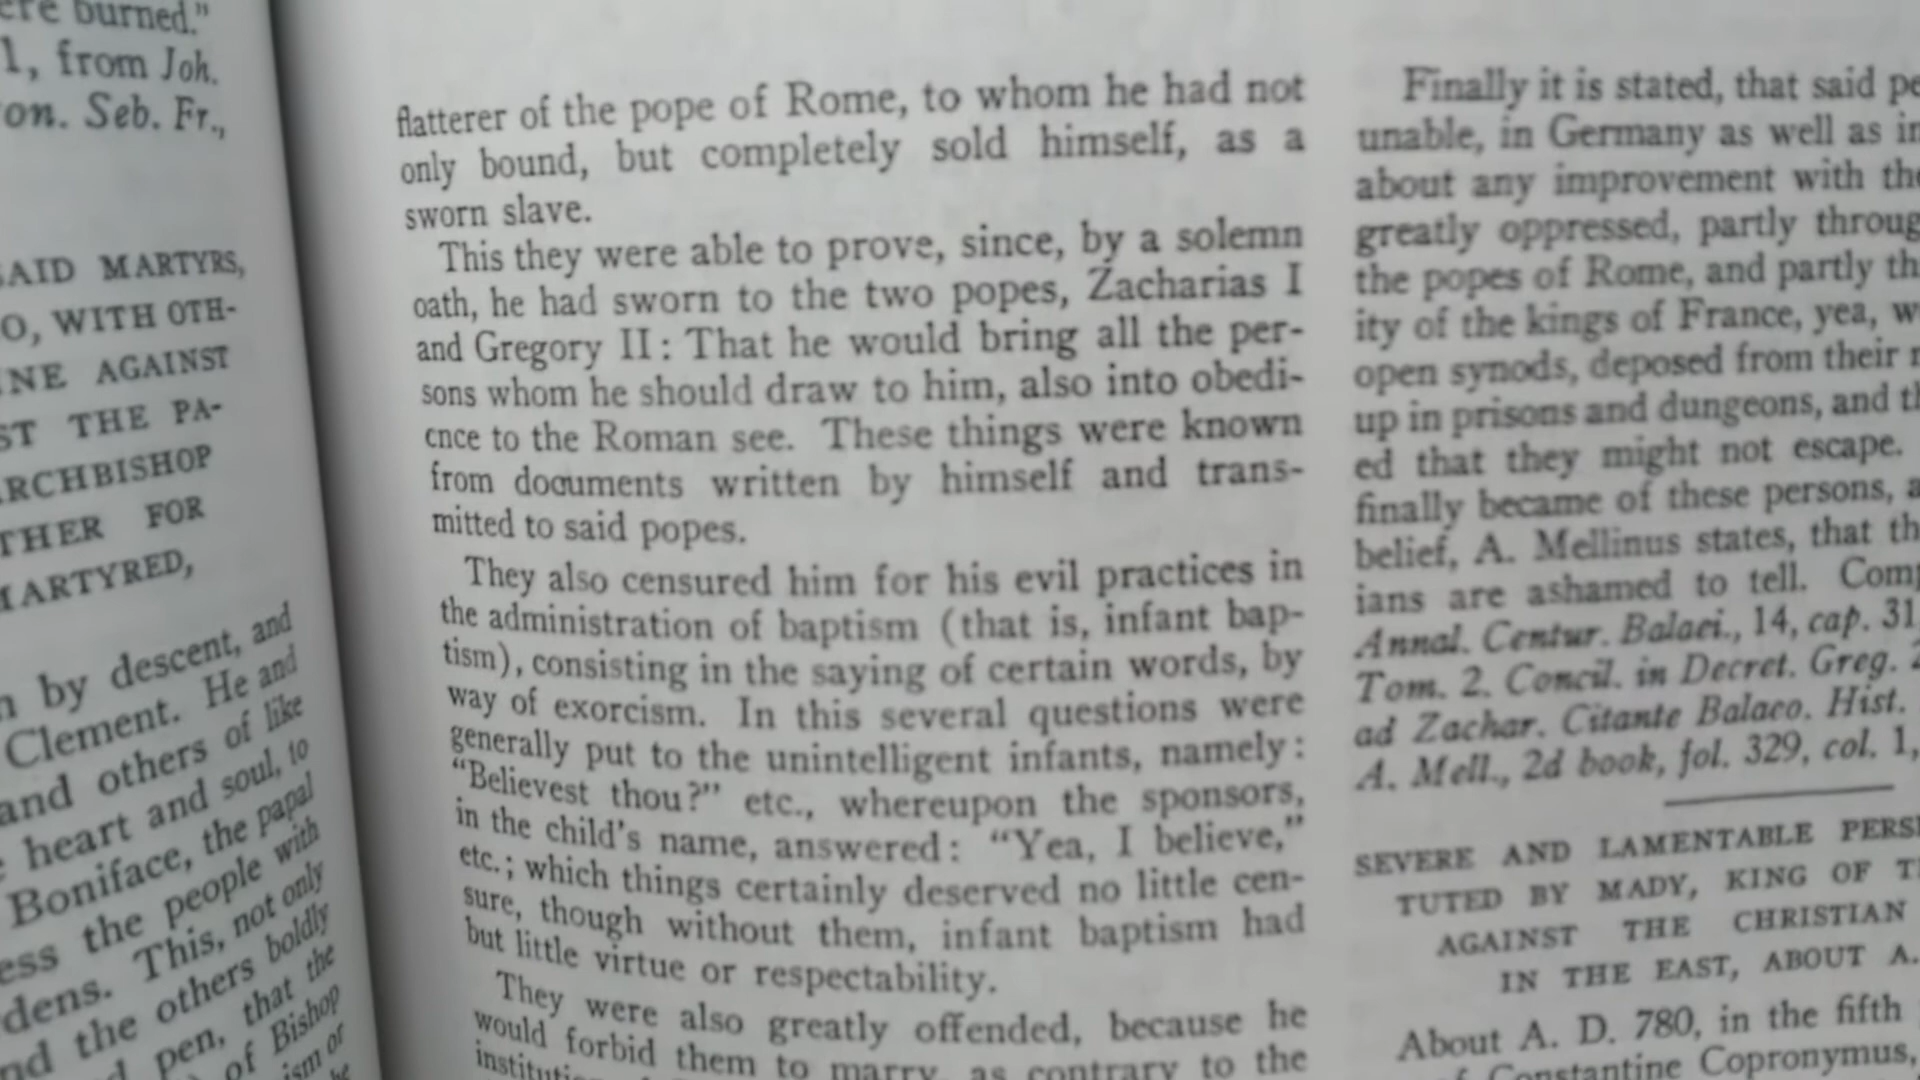 ere burned."
1, from Joh.
on. Seb. Fr.,
SAID MARTYRS,
O, WITH OTH-
NE AGAINST
ST THE PA-
ARCHBISHOP
THER FOR
MARTYRED,
n by descent, and
Clement. He and
and others of like
heart and soul, to
Boniface, the papal
ess the people with
dens. This, not only
nd the others boldly
pen, that the
of Bishop
ism or
flatterer of the pope of Rome, to whom he had not
only bound, but completely sold himself, as a
sworn slave.
This they were able to prove, since, by a solemn
oath, he had sworn to the two popes, Zacharias I
and Gregory II: That he would bring all the per-
sons whom he should draw to him, also into obedi-
ence to the Roman see. These things were known
from documents written by himself and trans-
mitted to said popes.
They also censured him for his evil practices in
the administration of baptism (that is, infant bap-
tism), consisting in the saying of certain words, by
way of exorcism. In this several questions were
generally put to the unintelligent infants, namely:
"Believest thou?" etc., whereupon the sponsors,
in the child's name, answered: "Yea, I believe,"
etc.; which things certainly deserved no little cen-
sure, though without them, infant baptism had
but little virtue or respectability.
They were also greatly offended, because he
would forbid them to marry, as contrary to the
Finally it is stated, that said pe
unable, in Germany as well as in
about any improvement with the
greatly oppressed, partly throug
the popes of Rome, and partly th
ity of the kings of France, yea, w
open synods, deposed from their r
up in prisons and dungeons, and th
ed that they might not escape.
finally became of these persons, a
belief, A. Mellinus states, that th
ians are ashamed to tell. Comp
Annal. Centur. Balaei., 14, cap. 31
Tom. 2. Concil. in Decret. Greg. 2
ad Zachar. Citante Balaco. Hist.
A. Mell., 2d book, fol. 329, col. 1,
SEVERE AND LAMENTABLE PERS
TUTED BY MADY, KING OF T
AGAINST THE CHRISTIAN
IN THE EAST, ABOUT A.
About A. D. 780, in the fifth
of Constantine Copronymus,